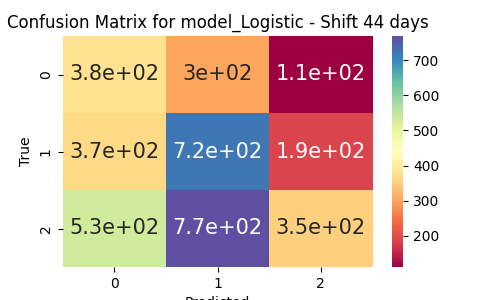 Confusion Matrix for model_Logistic - Shift 44 days
0 3.8e+02 3e+02 1.1e+02
1 3.7e+02 7.2e+02 1.9e+02
2 5.3e+02 7.7e+02 3.5e+02
True
0 1 2
Predicted
700
600
500
400
300
200